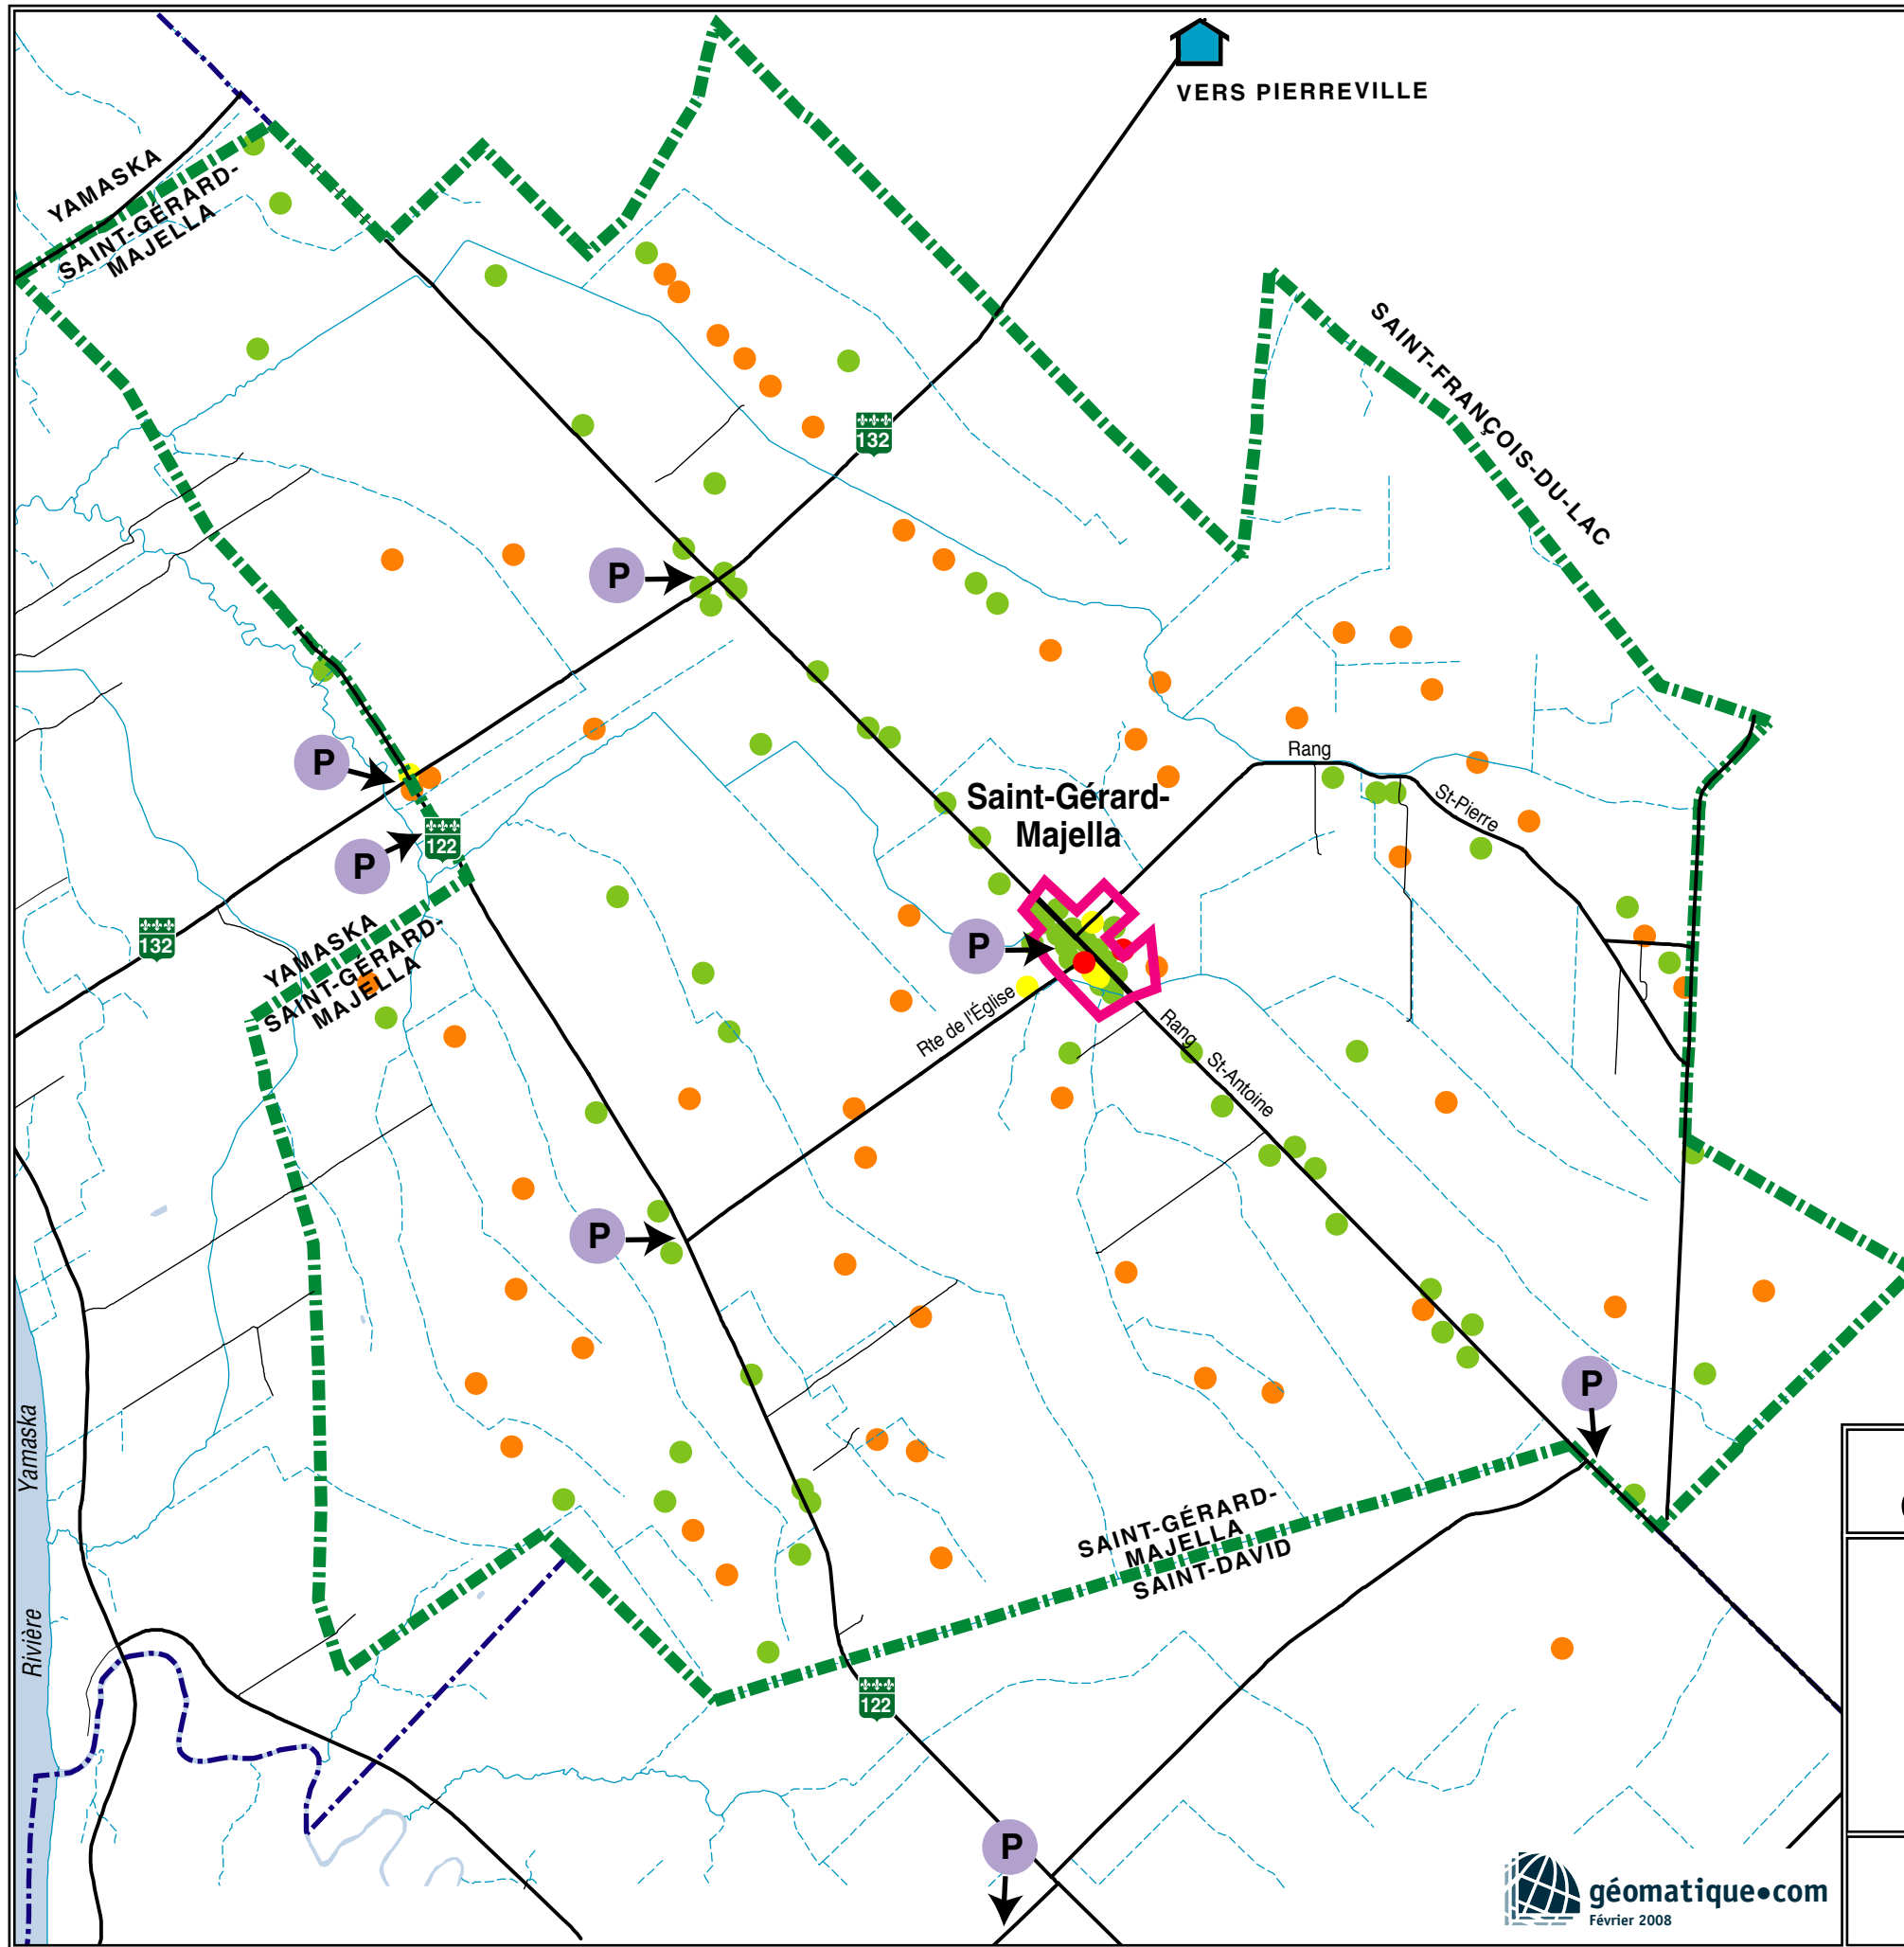 VERS PIERREVILLE
YAMASKA
SAINT-GÉRARD-
MAJELLA
SAINT-FRANÇOIS-DU-LAC
132
P
P
P
122
132
Saint-Gérard-
Majella
Rang
St-Pierre
YAMASKA
SAINT-GÉRARD-
MAJELLA
P
Rte de l'Église
Rang
St-Antoine
P
P
Rivière
Yamaska
SAINT-GÉRARD-
MAJELLA
SAINT-DAVID
122
P
géomatique•com
Février 2008